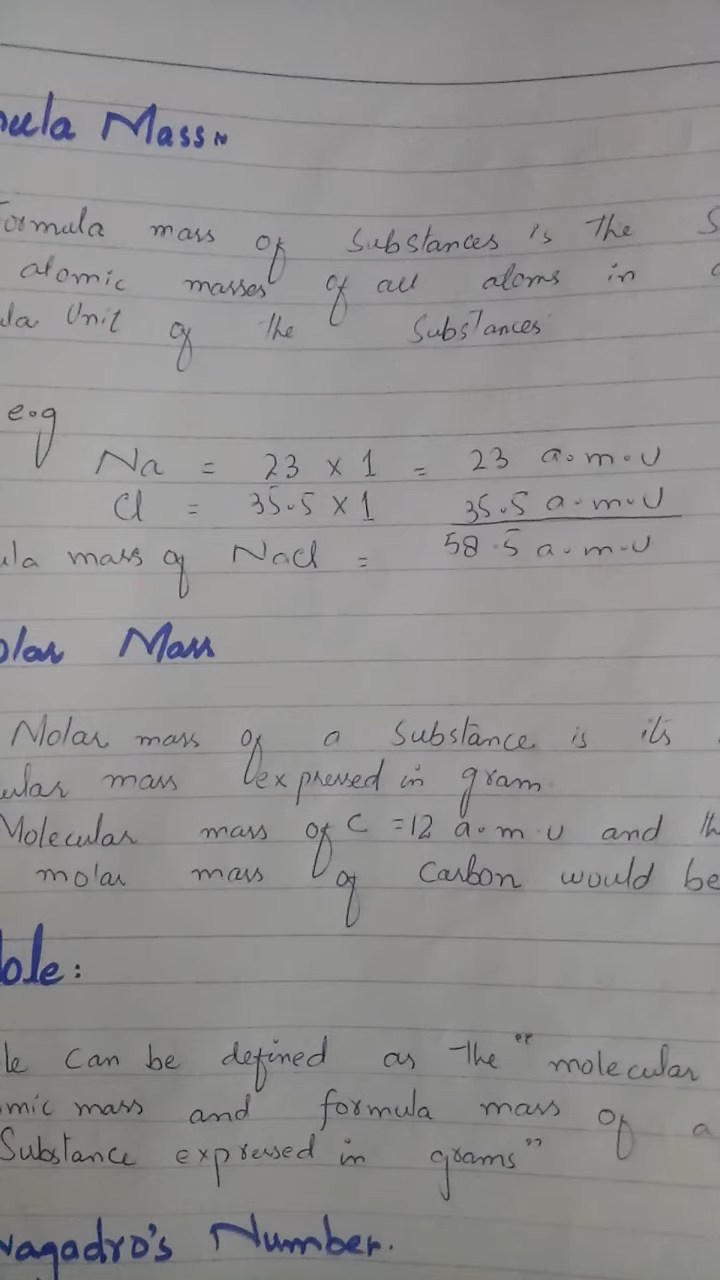 ula Mass
Formula mass of Substances is the S
atomic masses of all atoms in a
ula Unit of the Substances
e.g
Na = 23 x 1 = 23 a.m.u
Cl = 35.5 x 1 35.5 a.m.u
ula mass of NaCl = 58.5 a.m.u
olar Mass
Molar mass of a Substance is its
ular mass expressed in gram
Molecular mass of C = 12 a.m.u and th
molar mass of Carbon would be
ole:
le can be defined as the "molecular
mic mass and formula mass of a
Substance expressed in grams"
vagadro's Number.